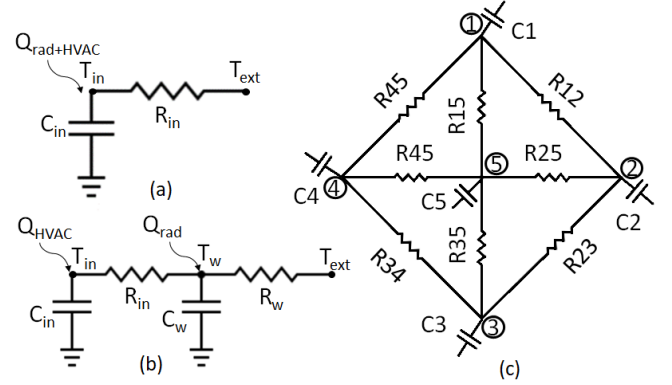 Q_rad+HVAC
T_in
T_ext
R_in
C_in
(a)
Q_HVAC
T_in
Q_rad
T_w
T_ext
R_in
R_w
C_in
C_w
(b)
① C1
R45
R15
R12
R45
⑤
R25
②
④
C4
C5
C2
R34
R35
R23
C3
③
(c)